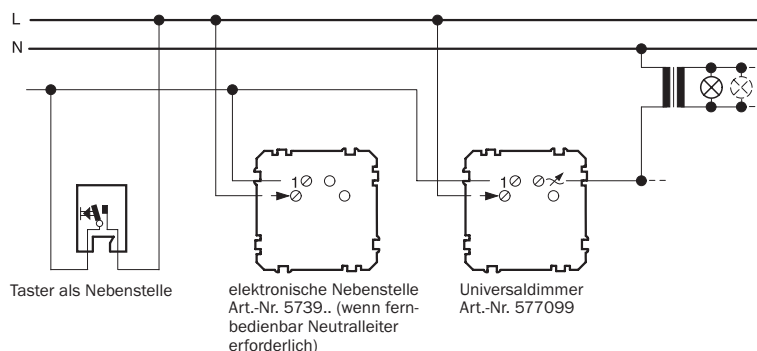 L
N
1
1
Taster als Nebenstelle
elektronische Nebenstelle
Art.-Nr. 5739.. (wenn fern-
bedienbar Neutralleiter
erforderlich)
Universaldimmer
Art.-Nr. 577099